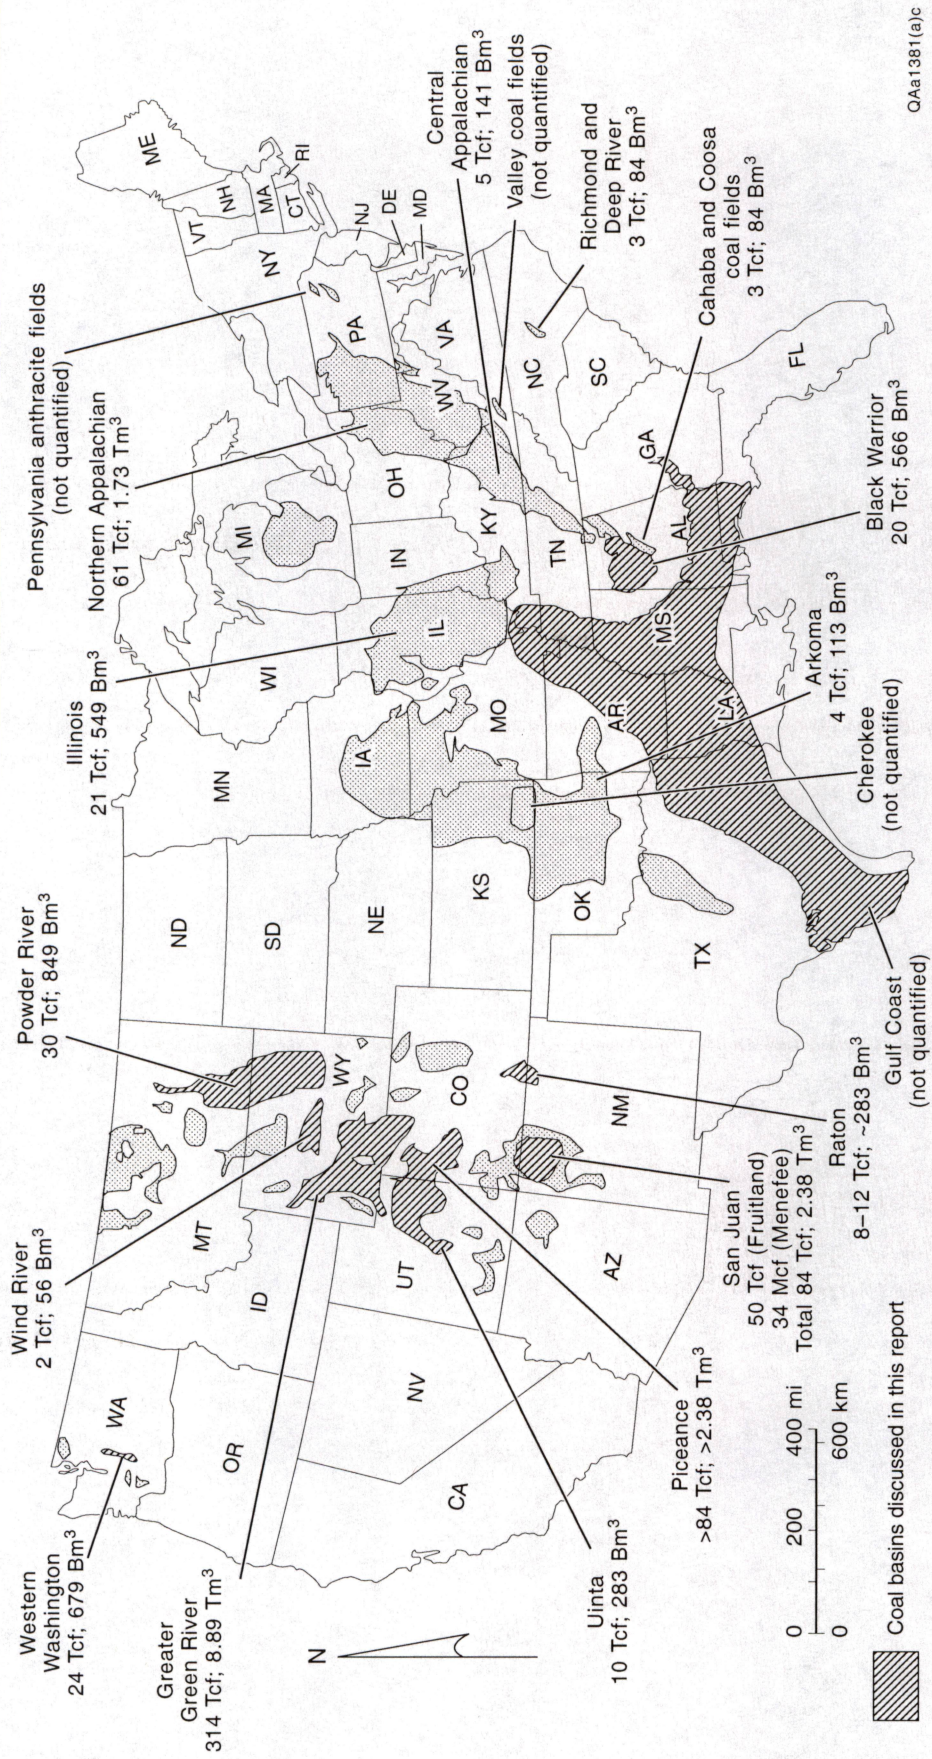 Western
Washington
24 Tcf; 679 Bm³
Wind River
2 Tcf; 56 Bm³
Powder River
30 Tcf; 849 Bm³
Illinois
21 Tcf; 549 Bm³
Pennsylvania anthracite fields
(not quantified)
Northern Appalachian
61 Tcf; 1.73 Tm³
Central
Appalachian
5 Tcf; 141 Bm³
Valley coal fields
(not quantified)
Richmond and
Deep River
3 Tcf; 84 Bm³
Cahaba and Coosa
coal fields
3 Tcf; 84 Bm³
Black Warrior
20 Tcf; 566 Bm³
Arkoma
4 Tcf; 113 Bm³
Cherokee
(not quantified)
Gulf Coast
(not quantified)
Raton
8–12 Tcf; ~283 Bm³
San Juan
50 Tcf (Fruitland)
34 Mcf (Menefee)
Total 84 Tcf; 2.38 Tm³
Piceance
>84 Tcf; >2.38 Tm³
Uinta
10 Tcf; 283 Bm³
Greater
Green River
314 Tcf; 8.89 Tm³
WA
OR
CA
NV
ID
MT
UT
AZ
WY
CO
NM
ND
SD
NE
KS
OK
TX
MN
IA
MO
AR
LA
WI
IL
MI
IN
OH
KY
TN
MS
AL
GA
FL
SC
NC
VA
WV
PA
NY
VT
NH
ME
MA
CT
RI
NJ
DE
MD
N
0 200 400 mi
0 600 km
Coal basins discussed in this report
QAa1381(a)c